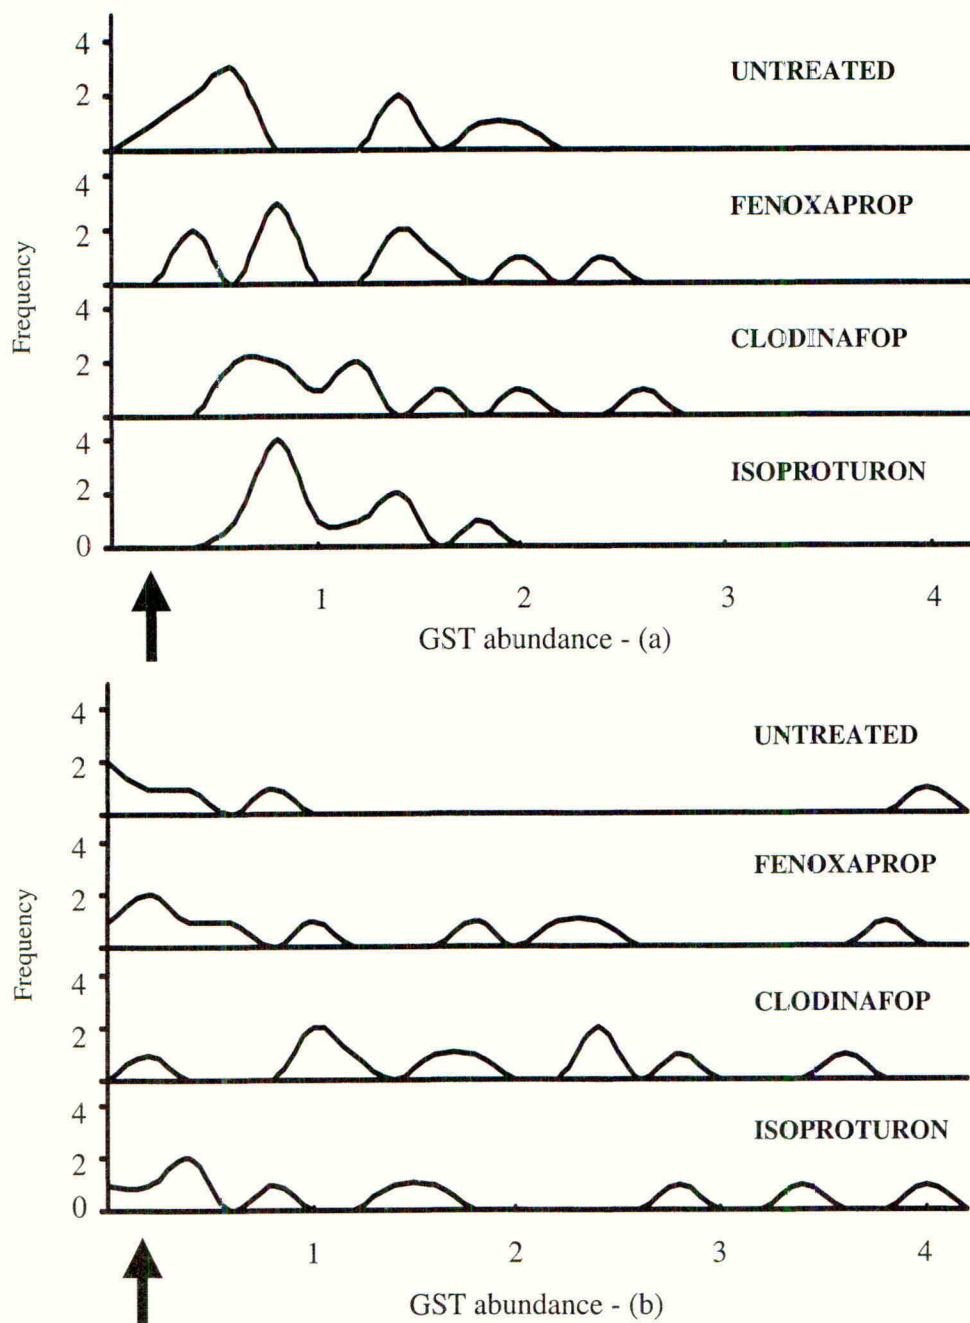 4
2
UNTREATED
4
2
FENOXAPROP
4
2
CLODINAFOP
4
2
0
ISOPROTURON
Frequency
1 2 3 4
GST abundance - (a)
4
2
UNTREATED
4
2
FENOXAPROP
4
2
CLODINAFOP
4
2
0
ISOPROTURON
Frequency
1 2 3 4
GST abundance - (b)